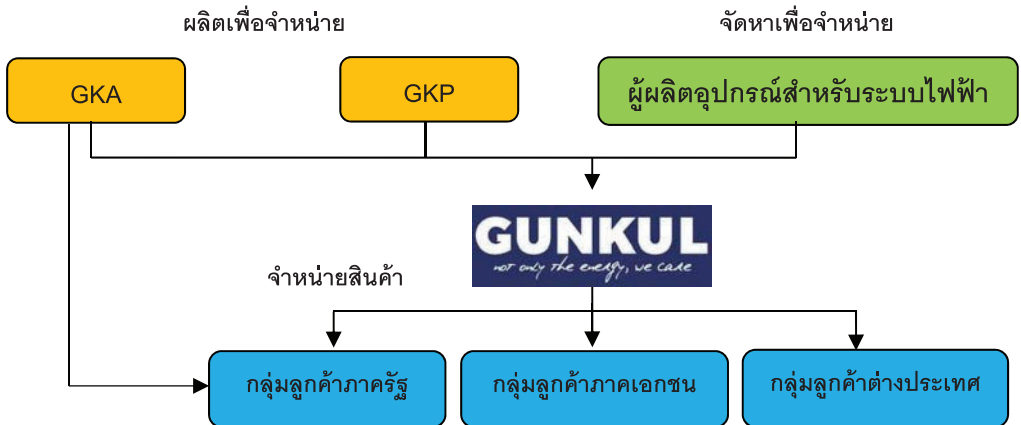 ผลิตเพื่อจำหน่าย
จัดหาเพื่อจำหน่าย
GKA
GKP
ผู้ผลิตอุปกรณ์สำหรับระบบไฟฟ้า
GUNKUL
not only the energy, we care
จำหน่ายสินค้า
กลุ่มลูกค้าภาครัฐ
กลุ่มลูกค้าภาคเอกชน
กลุ่มลูกค้าต่างประเทศ